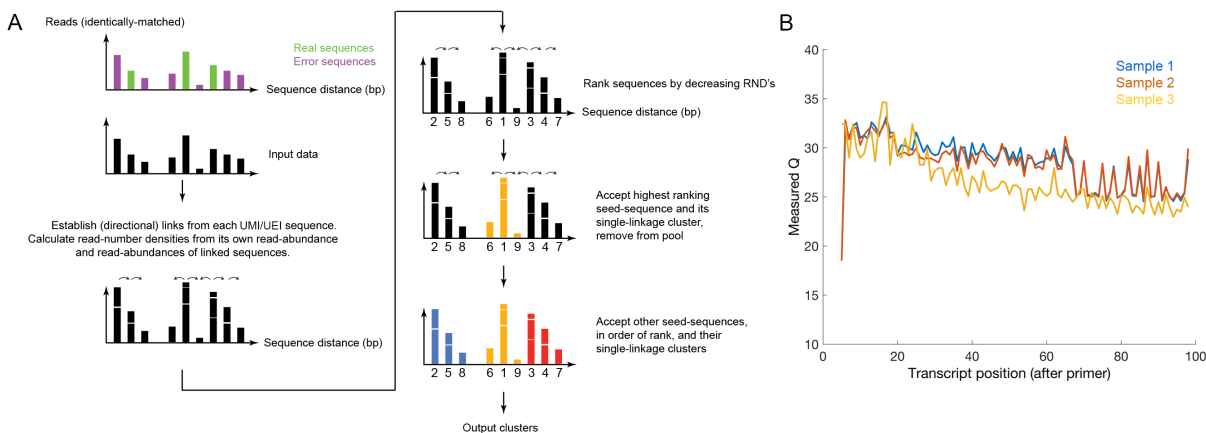 A
Reads (identically-matched)
Real sequences
Error sequences
Sequence distance (bp)
Input data
Establish (directional) links from each UMI/UEI sequence.
Calculate read-number densities from its own read-abundance
and read-abundances of linked sequences.
Sequence distance (bp)
Rank sequences by decreasing RND's
Sequence distance (bp)
2 5 8 6 1 9 3 4 7
Accept highest ranking
seed-sequence and its
single-linkage cluster,
remove from pool
2 5 8 6 1 9 3 4 7
Accept other seed-sequences,
in order of rank, and their
single-linkage clusters
2 5 8 6 1 9 3 4 7
Output clusters
B
Sample 1
Sample 2
Sample 3
Measured Q
40
35
30
25
20
15
10
0 20 40 60 80 100
Transcript position (after primer)